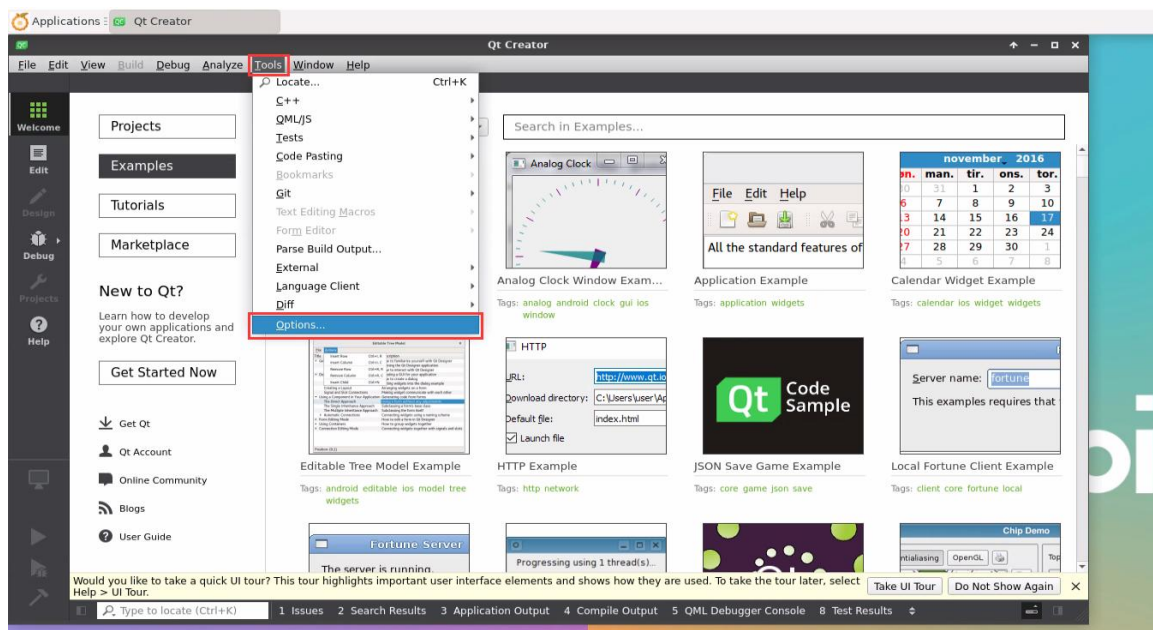 Applications
Qt Creator
Qt Creator
File Edit View Build Debug Analyze Tools Window Help
Locate... Ctrl+K
C++
QML/JS
Tests
Code Pasting
Bookmarks
Git
Text Editing Macros
Form Editor
Parse Build Output...
External
Language Client
Diff
Options...
Welcome
Edit
Design
Debug
Projects
Help
Projects
Examples
Tutorials
Marketplace
New to Qt?
Learn how to develop
your own applications and
explore Qt Creator.
Get Started Now
Get Qt
Qt Account
Online Community
Blogs
User Guide
Search in Examples...
Analog Clock
Analog Clock Window Exam...
Tags: analog android clock gui ios
window
File Edit Help
All the standard features of
Application Example
Tags: application widgets
november 2016
man. tir. ons. tor.
31 1 2 3
7 8 9 10
14 15 16 17
21 22 23 24
28 29 30 1
5 6 7 8
Calendar Widget Example
Tags: calendar ios widget widgets
Editable Tree Model Example
Tags: android editable ios model tree
widgets
HTTP
URL: http://www.qt.io
Download directory: C:\Users\user\Ap
Default file: index.html
Launch file
HTTP Example
Tags: http network
Qt Code
Sample
JSON Save Game Example
Tags: core game json save
Server name: fortune
This examples requires that
Local Fortune Client Example
Tags: client core fortune local
Fortune Server
The server is running.
Progressing using 1 thread(s)...
Chip Demo
OpenGL
Top
Would you like to take a quick UI tour? This tour highlights important user interface elements and shows how they are used. To take the tour later, select
Help > UI Tour.
Take UI Tour
Do Not Show Again
Type to locate (Ctrl+K)
1 Issues 2 Search Results 3 Application Output 4 Compile Output 5 QML Debugger Console 8 Test Results